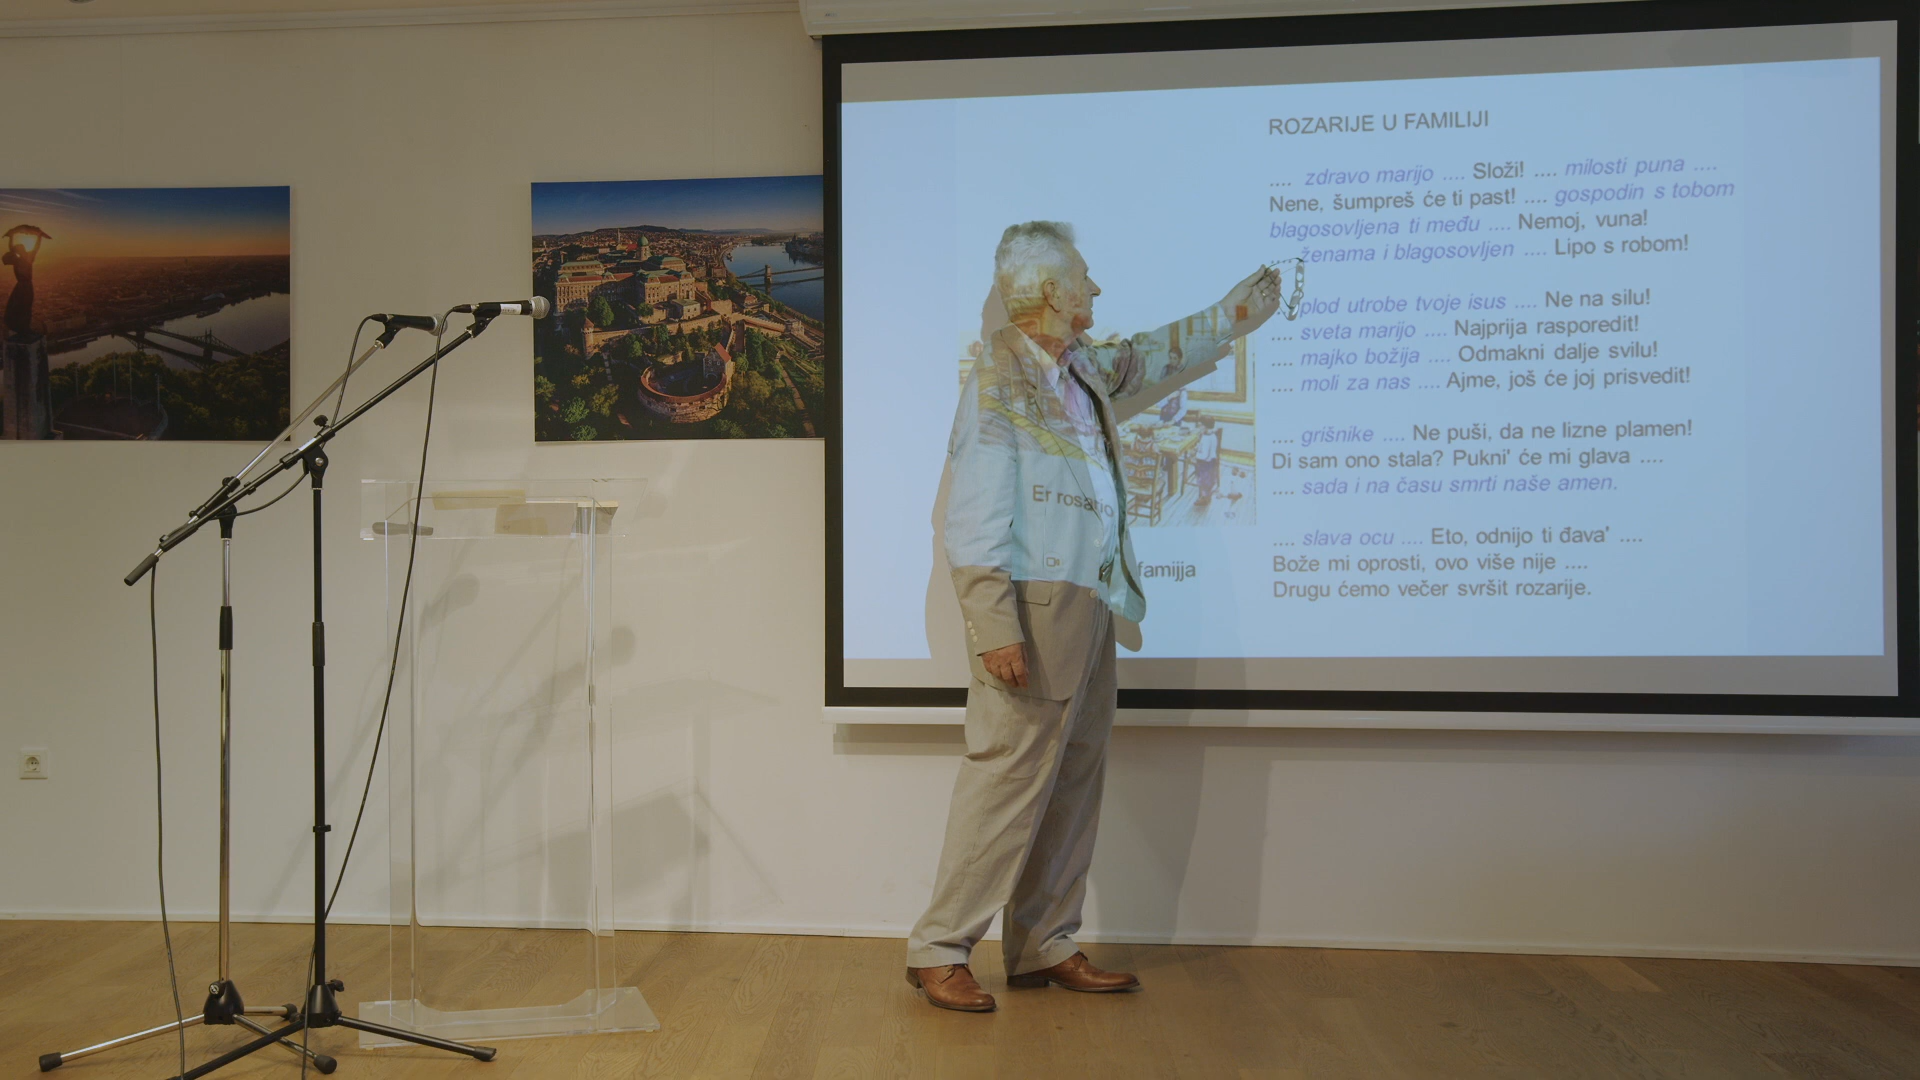 ROZARIJE U FAMILIJI
.... zdravo marijo .... Složi! .... milosti puna ....
Nene, šumpreš će ti past! .... gospodin s tobom
blagosovljena ti među .... Nemoj, vuna!
.... ženama i blagosovljen .... Lipo s robom!
plod utrobe tvoje isus .... Ne na silu!
.... sveta marijo .... Najprija rasporedit!
.... majko božija .... Odmakni dalje svilu!
.... moli za nas .... Ajme, još će joj prisvedit!
.... grišnike .... Ne puši, da ne lizne plamen!
Di sam ono stala? Pukni' će mi glava ....
.... sada i na času smrti naše amen.
.... slava ocu .... Eto, odnijo ti đava' ....
Bože mi oprosti, ovo više nije ....
Drugu ćemo večer svršit rozarije.
Er rosario
famijja